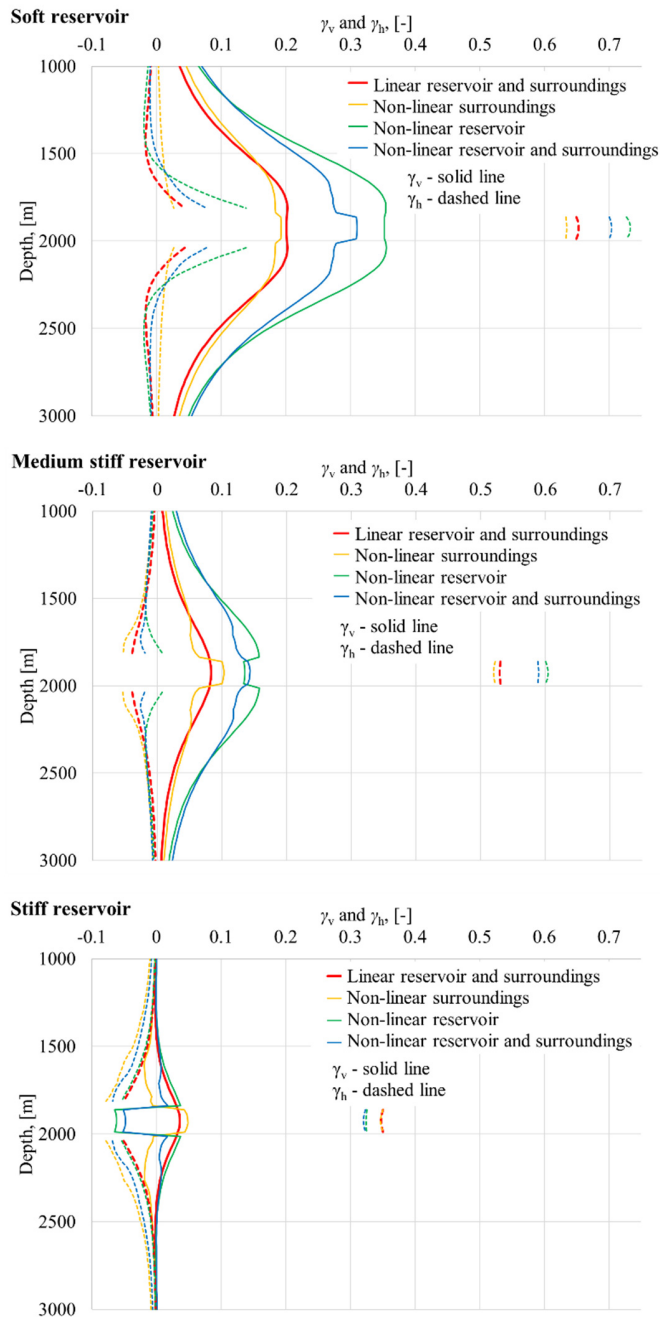 Soft reservoir
γv and γh, [-]
-0.1 0 0.1 0.2 0.3 0.4 0.5 0.6 0.7
1000
1500
2000
2500
3000
Depth, [m]
Linear reservoir and surroundings
Non-linear surroundings
Non-linear reservoir
Non-linear reservoir and surroundings
γv - solid line
γh - dashed line
Medium stiff reservoir
γv and γh, [-]
-0.1 0 0.1 0.2 0.3 0.4 0.5 0.6 0.7
1000
1500
2000
2500
3000
Depth [m]
Linear reservoir and surroundings
Non-linear surroundings
Non-linear reservoir
Non-linear reservoir and surroundings
γv - solid line
γh - dashed line
Stiff reservoir
γv and γh, [-]
-0.1 0 0.1 0.2 0.3 0.4 0.5 0.6 0.7
1000
1500
2000
2500
3000
Depth, [m]
Linear reservoir and surroundings
Non-linear surroundings
Non-linear reservoir
Non-linear reservoir and surroundings
γv - solid line
γh - dashed line